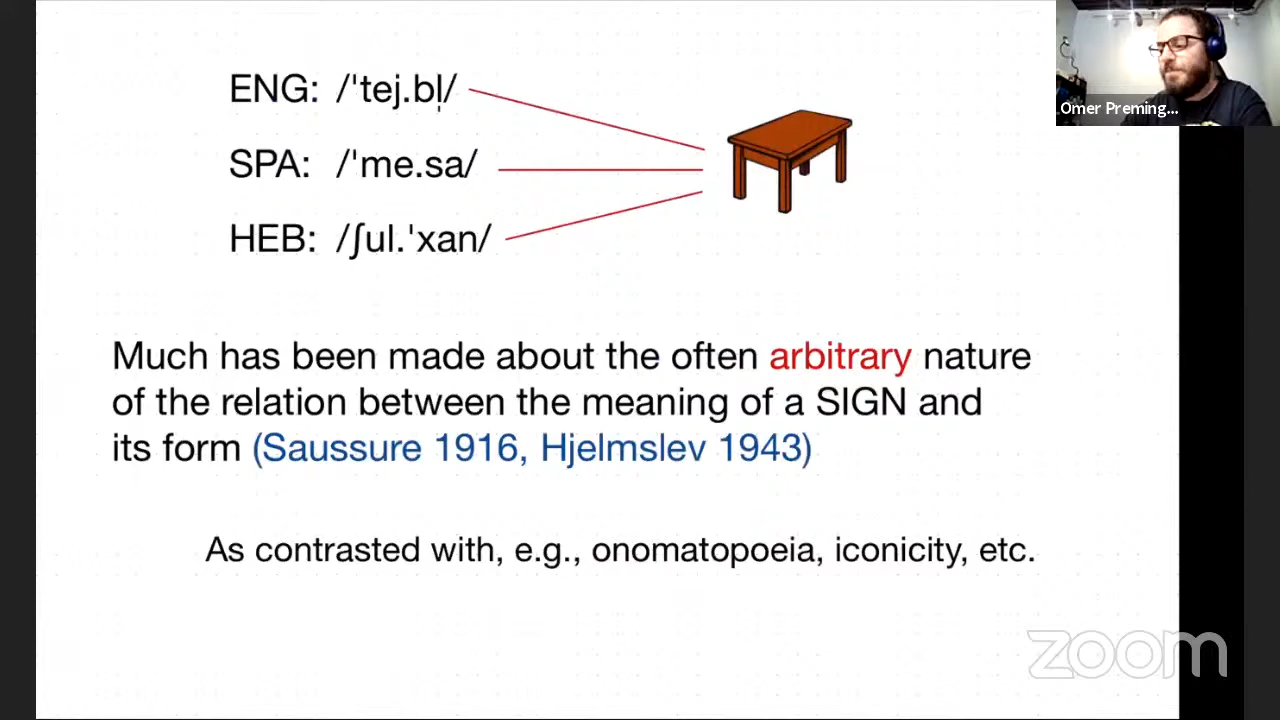 ENG: /ˈtej.bl̩/
SPA: /ˈme.sa/
HEB: /ʃul.ˈxan/
Much has been made about the often arbitrary nature
of the relation between the meaning of a SIGN and
its form (Saussure 1916, Hjelmslev 1943)
As contrasted with, e.g., onomatopoeia, iconicity, etc.
Omer Preming...
zoom